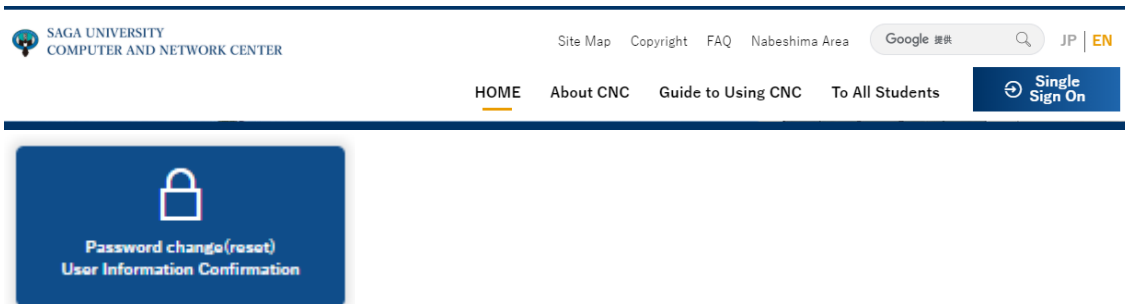 SAGA UNIVERSITY
COMPUTER AND NETWORK CENTER
Site Map Copyright FAQ Nabeshima Area Google 提供 JP | EN
HOME About CNC Guide to Using CNC To All Students Single
Sign On
Password change(reset)
User Information Confirmation